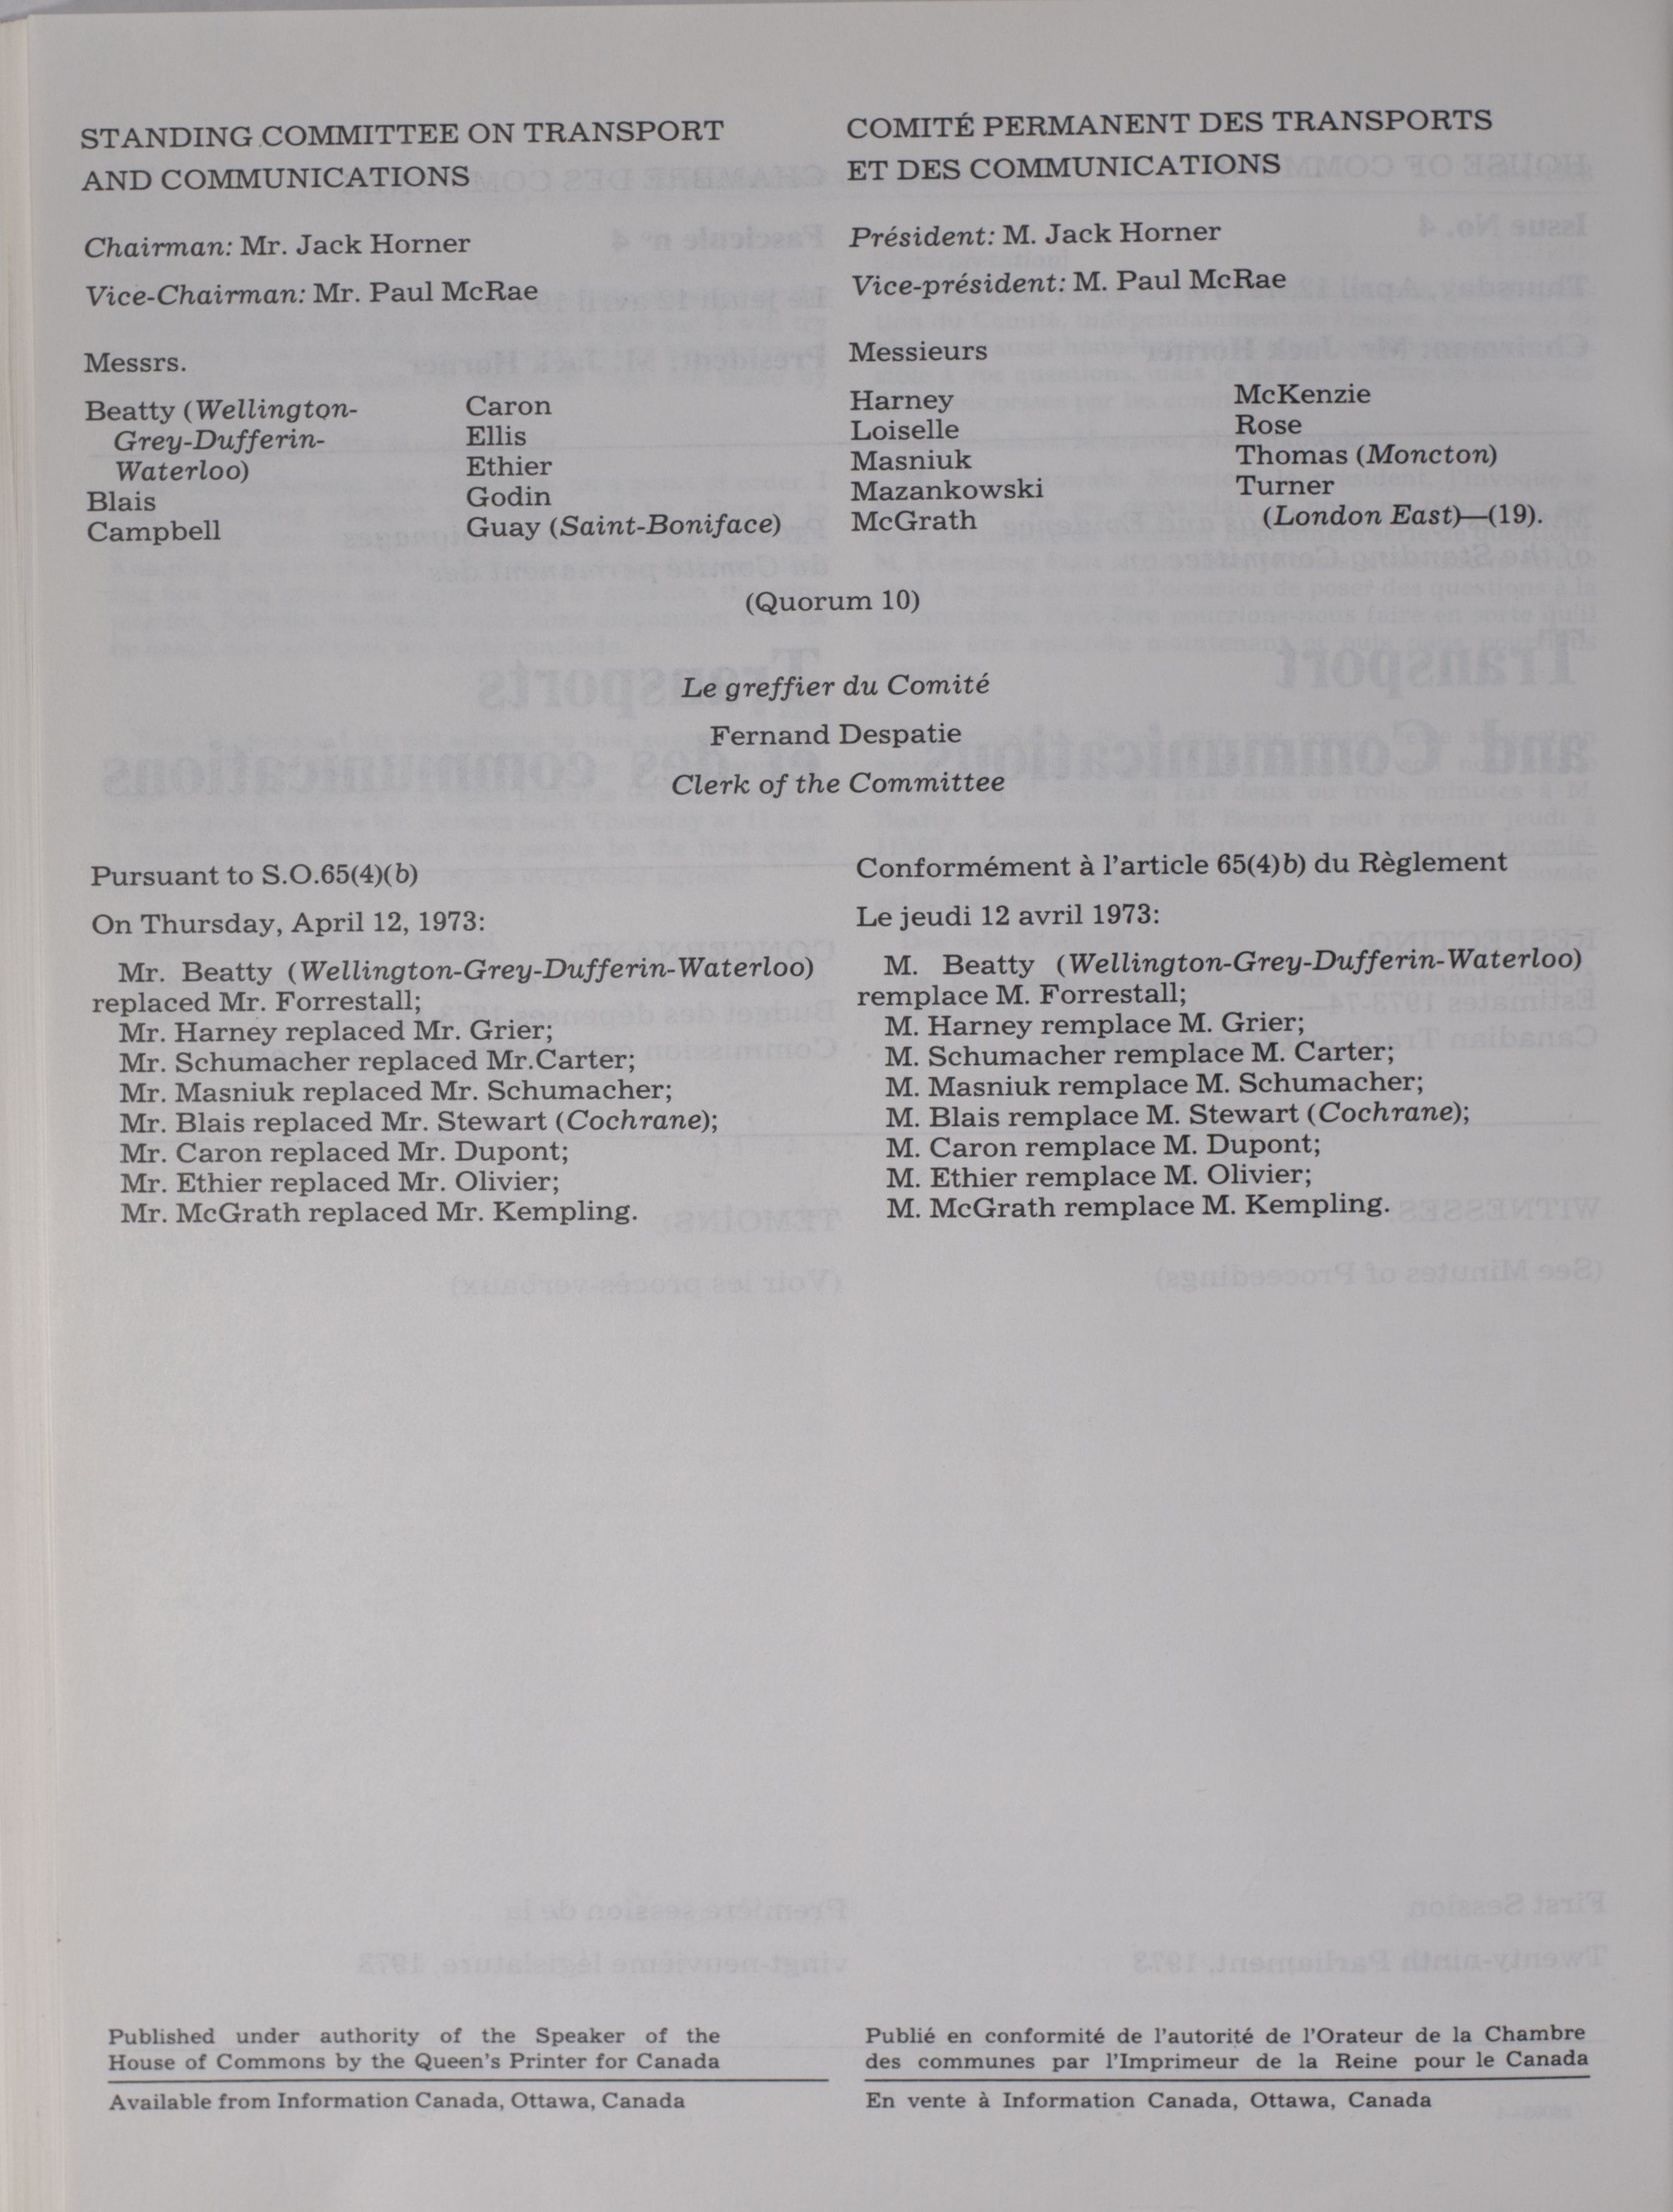 STANDING COMMITTEE ON TRANSPORT
AND COMMUNICATIONS
Chairman: Mr. Jack Horner
Vice-Chairman: Mr. Paul McRae
Messrs.
Beatty (Wellington-
Grey-Dufferin-
Waterloo)
Blais
Campbell
Caron
Ellis
Ethier
Godin
Guay (Saint-Boniface)
COMITÉ PERMANENT DES TRANSPORTS
ET DES COMMUNICATIONS
Président: M. Jack Horner
Vice-président: M. Paul McRae
Messieurs
Harney
Loiselle
Masniuk
Mazankowski
McGrath
McKenzie
Rose
Thomas (Moncton)
Turner
(London East)—(19).
(Quorum 10)
Le greffier du Comité
Fernand Despatie
Clerk of the Committee
Pursuant to S.O.65(4)(b)
On Thursday, April 12, 1973:
Mr. Beatty (Wellington-Grey-Dufferin-Waterloo)
replaced Mr. Forrestall;
Mr. Harney replaced Mr. Grier;
Mr. Schumacher replaced Mr.Carter;
Mr. Masniuk replaced Mr. Schumacher;
Mr. Blais replaced Mr. Stewart (Cochrane);
Mr. Caron replaced Mr. Dupont;
Mr. Ethier replaced Mr. Olivier;
Mr. McGrath replaced Mr. Kempling.
Conformément à l'article 65(4)b) du Règlement
Le jeudi 12 avril 1973:
M. Beatty (Wellington-Grey-Dufferin-Waterloo)
remplace M. Forrestall;
M. Harney remplace M. Grier;
M. Schumacher remplace M. Carter;
M. Masniuk remplace M. Schumacher;
M. Blais remplace M. Stewart (Cochrane);
M. Caron remplace M. Dupont;
M. Ethier remplace M. Olivier;
M. McGrath remplace M. Kempling.
Published under authority of the Speaker of the
House of Commons by the Queen's Printer for Canada
Available from Information Canada, Ottawa, Canada
Publié en conformité de l'autorité de l'Orateur de la Chambre
des communes par l'Imprimeur de la Reine pour le Canada
En vente à Information Canada, Ottawa, Canada